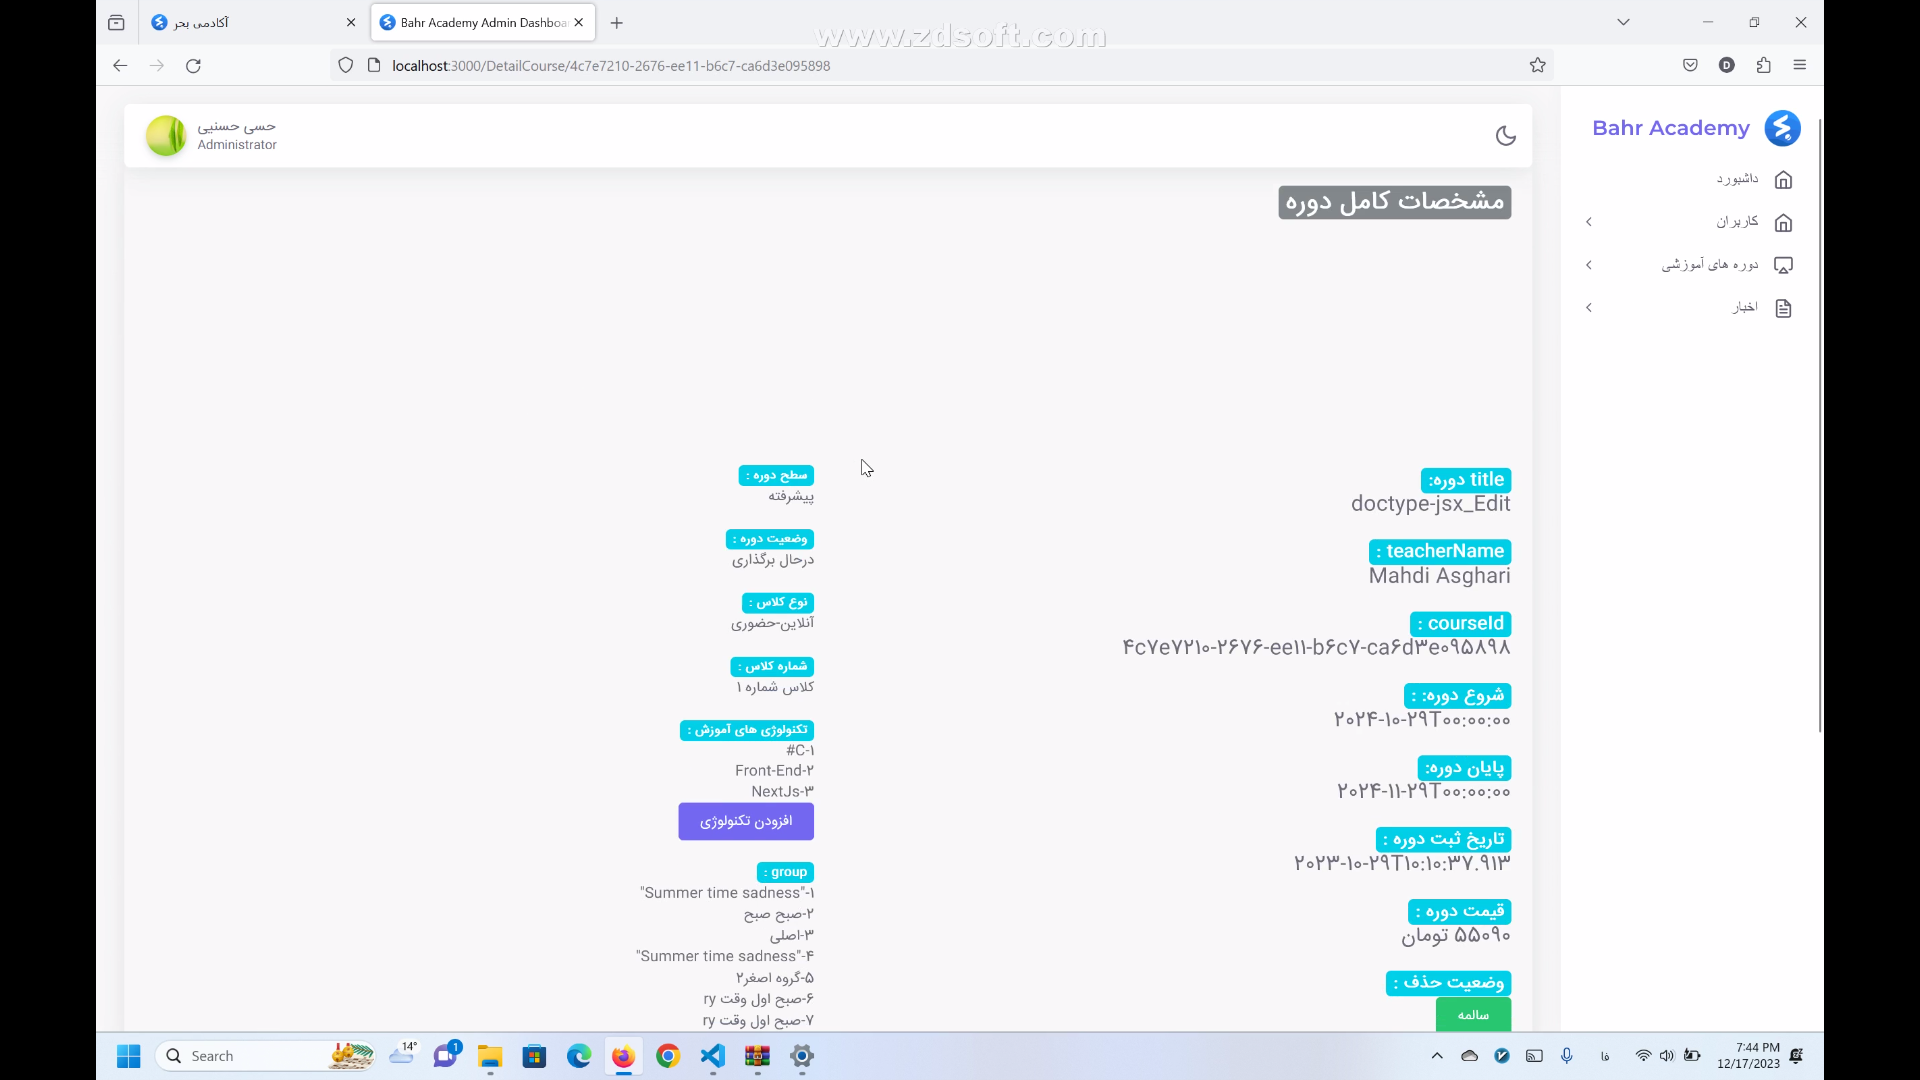 آکادمی بحر
Bahr Academy Admin Dashboa
www.zdsoft.com
localhost:3000/DetailCourse/4c7e7210-2676-ee11-b6c7-ca6d3e095898
D
حسی حسنیی
Administrator
Bahr Academy
داشبورد
کاربران
دوره های آموزشی
اخبار
مشخصات کامل دوره
title دوره:
doctype-jsx_Edit
teacherName :
Mahdi Asghari
courseId :
۴c۷e۷۲۱۰-۲۶۷۶-ee۱۱-b۶c۷-ca۶d۳e۰۹۵۸۹۸
شروع دوره: :
۲۰۲۴-۱۰-۲۹T۰۰:۰۰:۰۰
پایان دوره:
۲۰۲۴-۱۱-۲۹T۰۰:۰۰:۰۰
تاریخ ثبت دوره :
۲۰۲۳-۱۰-۲۹T۱۰:۱۰:۳۷.۹۱۳
قیمت دوره :
۵۵۰۹۰ تومان
وضعیت حذف :
سالمه
سطح دوره :
پیشرفته
وضعیت دوره :
درحال برگذاری
نوع کلاس :
آنلاین-حضوری
شماره کلاس :
کلاس شماره ۱
تکنولوژی های آموزش :
۱-C#
۲-Front-End
۳-NextJs
افزودن تکنولوژی
group :
۱-"Summer time sadness"
۲-صبح صبح
۳-اصلی
۴-"Summer time sadness"
۵-گروه اصغر۲
۶-صبح اول وقت ry
۷-صبح اول وقت ry
Search
14°
1
فا
7:44 PM
12/17/2023